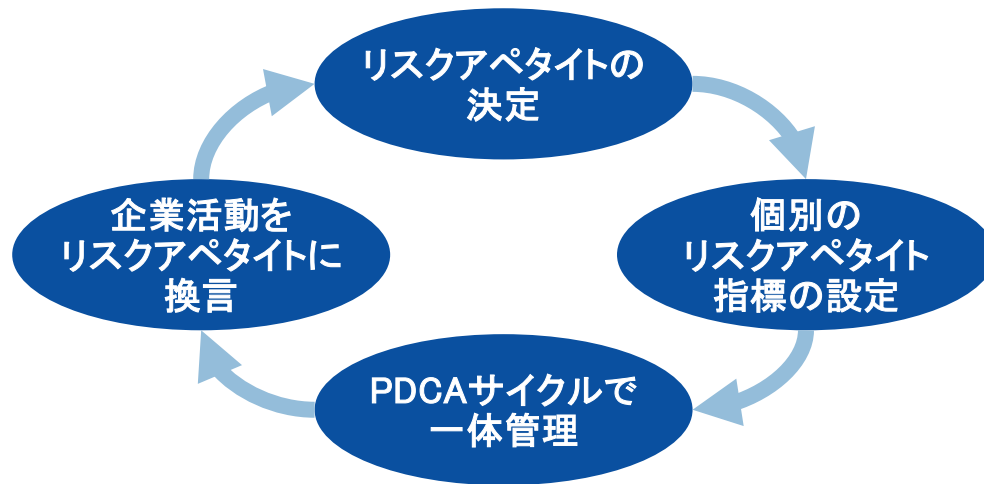 リスクアペタイトの
決定
個別の
リスクアペタイト
指標の設定
PDCAサイクルで
一体管理
企業活動を
リスクアペタイトに
換言